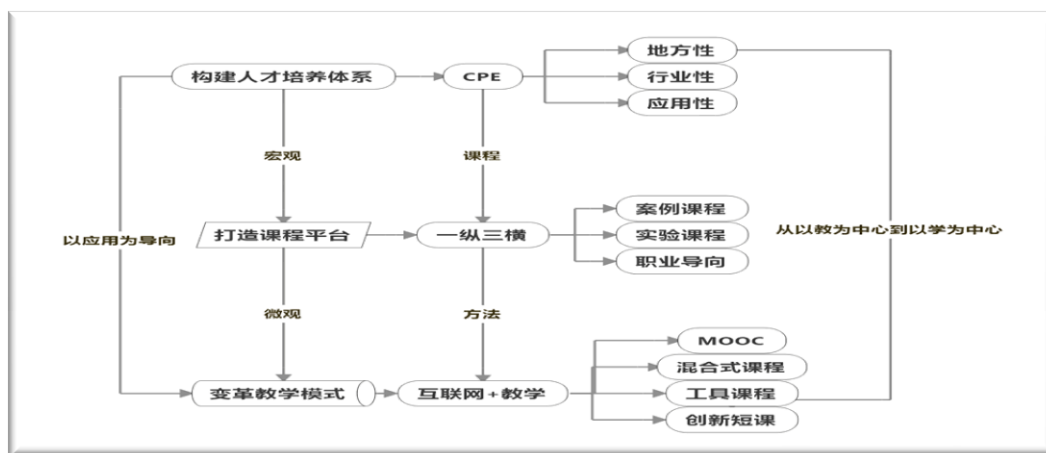 地方性
构建人才培养体系
CPE
行业性
应用性
宏观
课程
案例课程
以应用为导向
打造课程平台
一纵三横
实验课程
从以教为中心到以学为中心
职业导向
微观
方法
MOOC
混合式课程
变革教学模式
互联网+教学
工具课程
创新短课